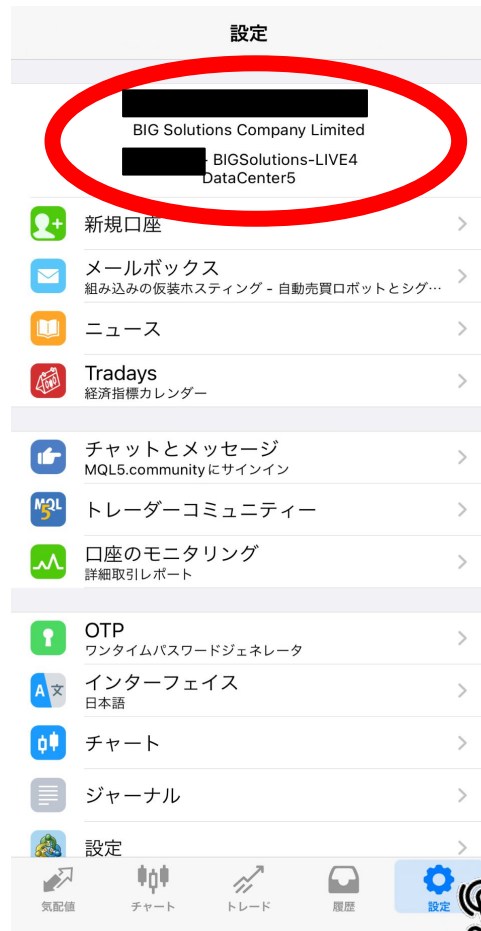 設定
BIG Solutions Company Limited
- BIGSolutions-LIVE4
DataCenter5
新規口座
メールボックス
組み込みの仮装ホスティング - 自動売買ロボットとシグ…
ニュース
Tradays
経済指標カレンダー
チャットとメッセージ
MQL5.communityにサインイン
MQL5
トレーダーコミュニティー
口座のモニタリング
詳細取引レポート
OTP
ワンタイムパスワードジェネレータ
A文
インターフェイス
日本語
チャート
ジャーナル
設定
気配値
チャート
トレード
履歴
設定